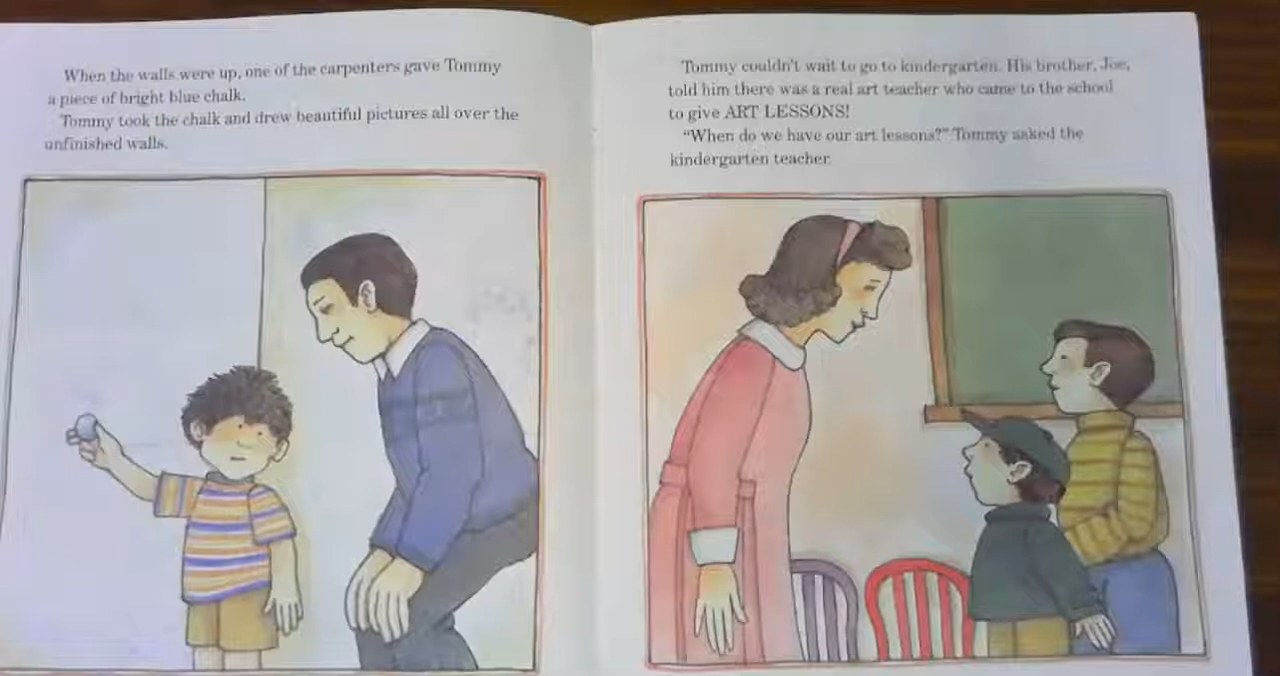 When the walls were up, one of the carpenters gave Tommy
a piece of bright blue chalk.
Tommy took the chalk and drew beautiful pictures all over the
unfinished walls.
Tommy couldn't wait to go to kindergarten. His brother, Joe,
told him there was a real art teacher who came to the school
to give ART LESSONS!
“When do we have our art lessons?” Tommy asked the
kindergarten teacher.